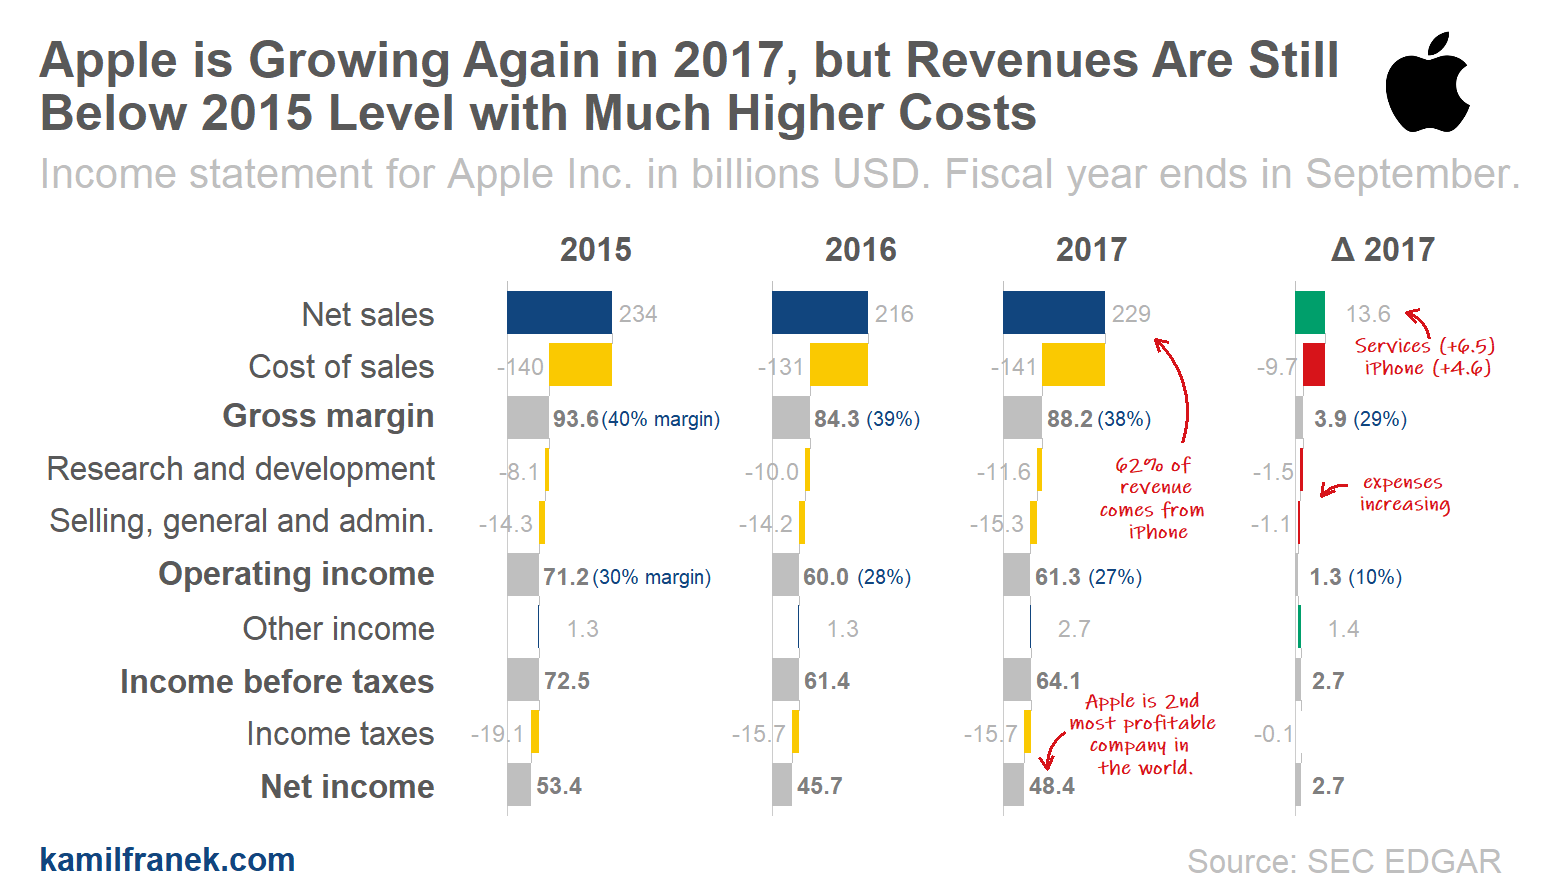 Apple is Growing Again in 2017, but Revenues Are Still
Below 2015 Level with Much Higher Costs
Income statement for Apple Inc. in billions USD. Fiscal year ends in September.
2015 2016 2017 Δ 2017
Net sales 234 216 229 13.6
Services (+6.5)
iPhone (+4.6)
Cost of sales -140 -131 -141 -9.7
Gross margin 93.6 (40% margin) 84.3 (39%) 88.2 (38%) 3.9 (29%)
62% of
revenue
comes from
iPhone
Research and development -8.1 -10.0 -11.6 -1.5
expenses
increasing
Selling, general and admin. -14.3 -14.2 -15.3 -1.1
Operating income 71.2 (30% margin) 60.0 (28%) 61.3 (27%) 1.3 (10%)
Other income 1.3 1.3 2.7 1.4
Income before taxes 72.5 61.4 64.1 2.7
Apple is 2nd
most profitable
company in
the world.
Income taxes -19.1 -15.7 -15.7 -0.1
Net income 53.4 45.7 48.4 2.7
kamilfranek.com
Source: SEC EDGAR